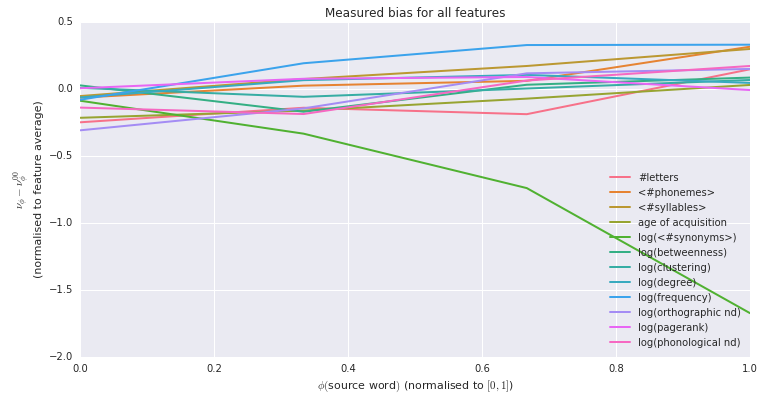 Measured bias for all features
0.5
0.0
−0.5
−1.0
−1.5
−2.0
0.0 0.2 0.4 0.6 0.8 1.0
ν_ϕ − ν_ϕ^{00}
(normalised to feature average)
ϕ(source word) (normalised to [0, 1])
#letters
<#phonemes>
<#syllables>
age of acquisition
log(<#synonyms>)
log(betweenness)
log(clustering)
log(degree)
log(frequency)
log(orthographic nd)
log(pagerank)
log(phonological nd)